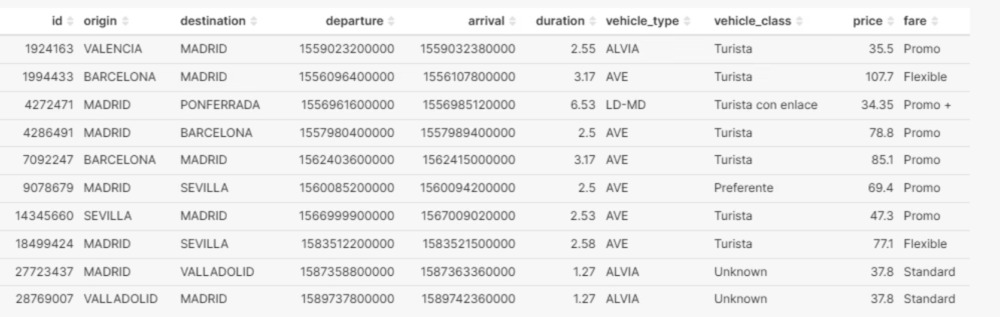 id origin destination departure arrival duration vehicle_type vehicle_class price fare
1924163 VALENCIA MADRID 1559023200000 1559032380000 2.55 ALVIA Turista 35.5 Promo
1994433 BARCELONA MADRID 1556096400000 1556107800000 3.17 AVE Turista 107.7 Flexible
4272471 MADRID PONFERRADA 1556961600000 1556985120000 6.53 LD-MD Turista con enlace 34.35 Promo +
4286491 MADRID BARCELONA 1557980400000 1557989400000 2.5 AVE Turista 78.8 Promo
7092247 BARCELONA MADRID 1562403600000 1562415000000 3.17 AVE Turista 85.1 Promo
9078679 MADRID SEVILLA 1560085200000 1560094200000 2.5 AVE Preferente 69.4 Promo
14345660 SEVILLA MADRID 1566999900000 1567009020000 2.53 AVE Turista 47.3 Promo
18499424 MADRID SEVILLA 1583512200000 1583521500000 2.58 AVE Turista 77.1 Flexible
27723437 MADRID VALLADOLID 1587358800000 1587363360000 1.27 ALVIA Unknown 37.8 Standard
28769007 VALLADOLID MADRID 1589737800000 1589742360000 1.27 ALVIA Unknown 37.8 Standard